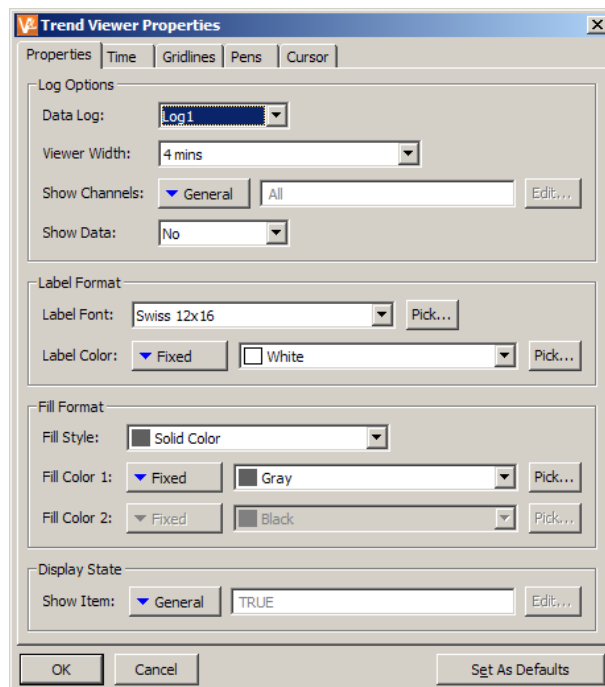 Trend Viewer Properties
Properties Time Gridlines Pens Cursor
Log Options
Data Log: Log1
Viewer Width: 4 mins
Show Channels: General All Edit...
Show Data: No
Label Format
Label Font: Swiss 12x16 Pick...
Label Color: Fixed White Pick...
Fill Format
Fill Style: Solid Color
Fill Color 1: Fixed Gray Pick...
Fill Color 2: Fixed Black Pick...
Display State
Show Item: General TRUE Edit...
OK Cancel Set As Defaults